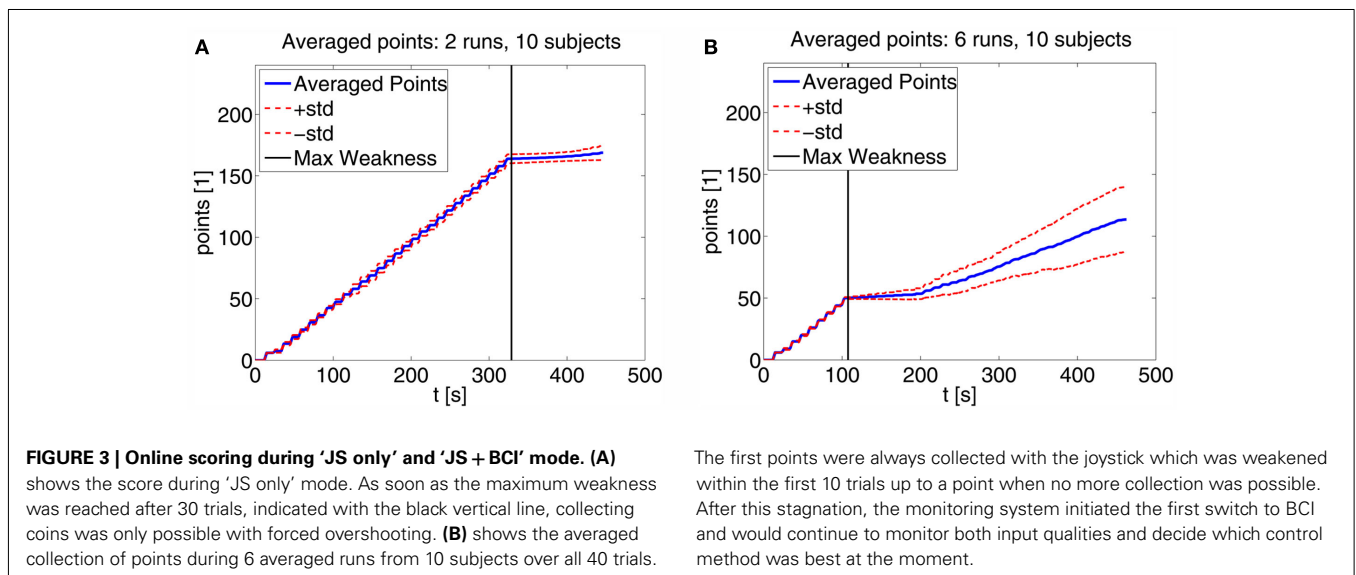 A
Averaged points: 2 runs, 10 subjects
Averaged Points
+std
−std
Max Weakness
200
150
100
50
0
points [1]
0 100 200 300 400 500
t [s]
B
Averaged points: 6 runs, 10 subjects
Averaged Points
+std
−std
Max Weakness
200
150
100
50
0
points [1]
0 100 200 300 400 500
t [s]
FIGURE 3 | Online scoring during ‘JS only’ and ‘JS + BCI’ mode. (A)
shows the score during ‘JS only’ mode. As soon as the maximum weakness
was reached after 30 trials, indicated with the black vertical line, collecting
coins was only possible with forced overshooting. (B) shows the averaged
collection of points during 6 averaged runs from 10 subjects over all 40 trials.
The first points were always collected with the joystick which was weakened
within the first 10 trials up to a point when no more collection was possible.
After this stagnation, the monitoring system initiated the first switch to BCI
and would continue to monitor both input qualities and decide which control
method was best at the moment.